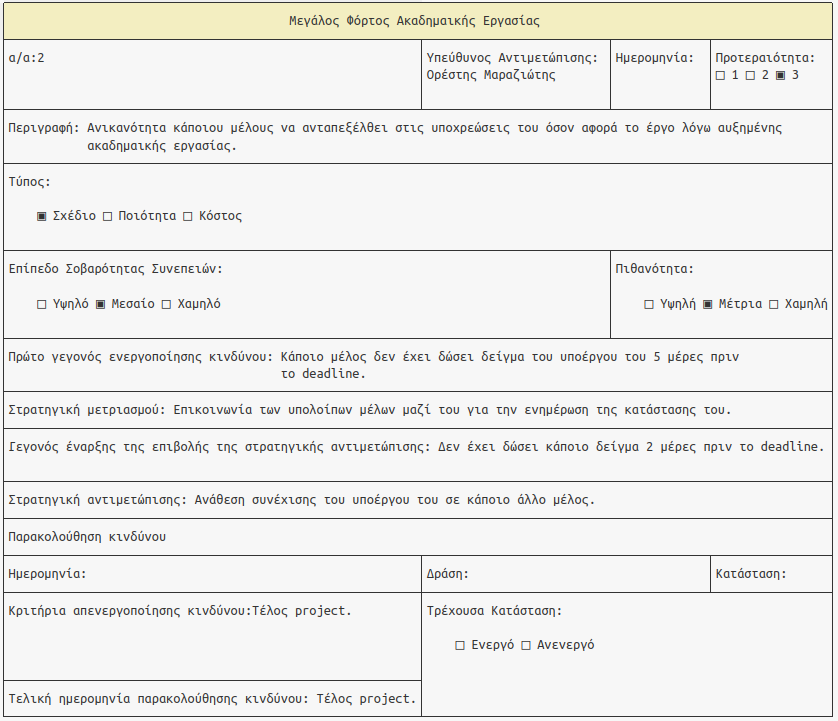 Μεγάλος Φόρτος Ακαδημαικής Εργασίας
α/α:2
Υπεύθυνος Αντιμετώπισης:
Ορέστης Μαραζιώτης
Ημερομηνία:
Προτεραιότητα:
□ 1 □ 2 ▣ 3
Περιγραφή: Ανικανότητα κάποιου μέλους να ανταπεξέλθει στις υποχρεώσεις του όσον αφορά το έργο λόγω αυξημένης
ακαδημαικής εργασίας.
Τύπος:
▣ Σχέδιο □ Ποιότητα □ Κόστος
Επίπεδο Σοβαρότητας Συνεπειών:
□ Υψηλό ▣ Μεσαίο □ Χαμηλό
Πιθανότητα:
□ Υψηλή ▣ Μέτρια □ Χαμηλή
Πρώτο γεγονός ενεργοποίησης κινδύνου: Κάποιο μέλος δεν έχει δώσει δείγμα του υποέργου του 5 μέρες πριν
το deadline.
Στρατηγική μετριασμού: Επικοινωνία των υπολοίπων μέλων μαζί του για την ενημέρωση της κατάστασης του.
Γεγονός έναρξης της επιβολής της στρατηγικής αντιμετώπισης: Δεν έχει δώσει κάποιο δείγμα 2 μέρες πριν το deadline.
Στρατηγική αντιμετώπισης: Ανάθεση συνέχισης του υποέργου του σε κάποιο άλλο μέλος.
Παρακολούθηση κινδύνου
Ημερομηνία:
Δράση:
Κατάσταση:
Κριτήρια απενεργοποίησης κινδύνου:Τέλος project.
Τρέχουσα Κατάσταση:
□ Ενεργό □ Ανενεργό
Τελική ημερομηνία παρακολούθησης κινδύνου: Τέλος project.